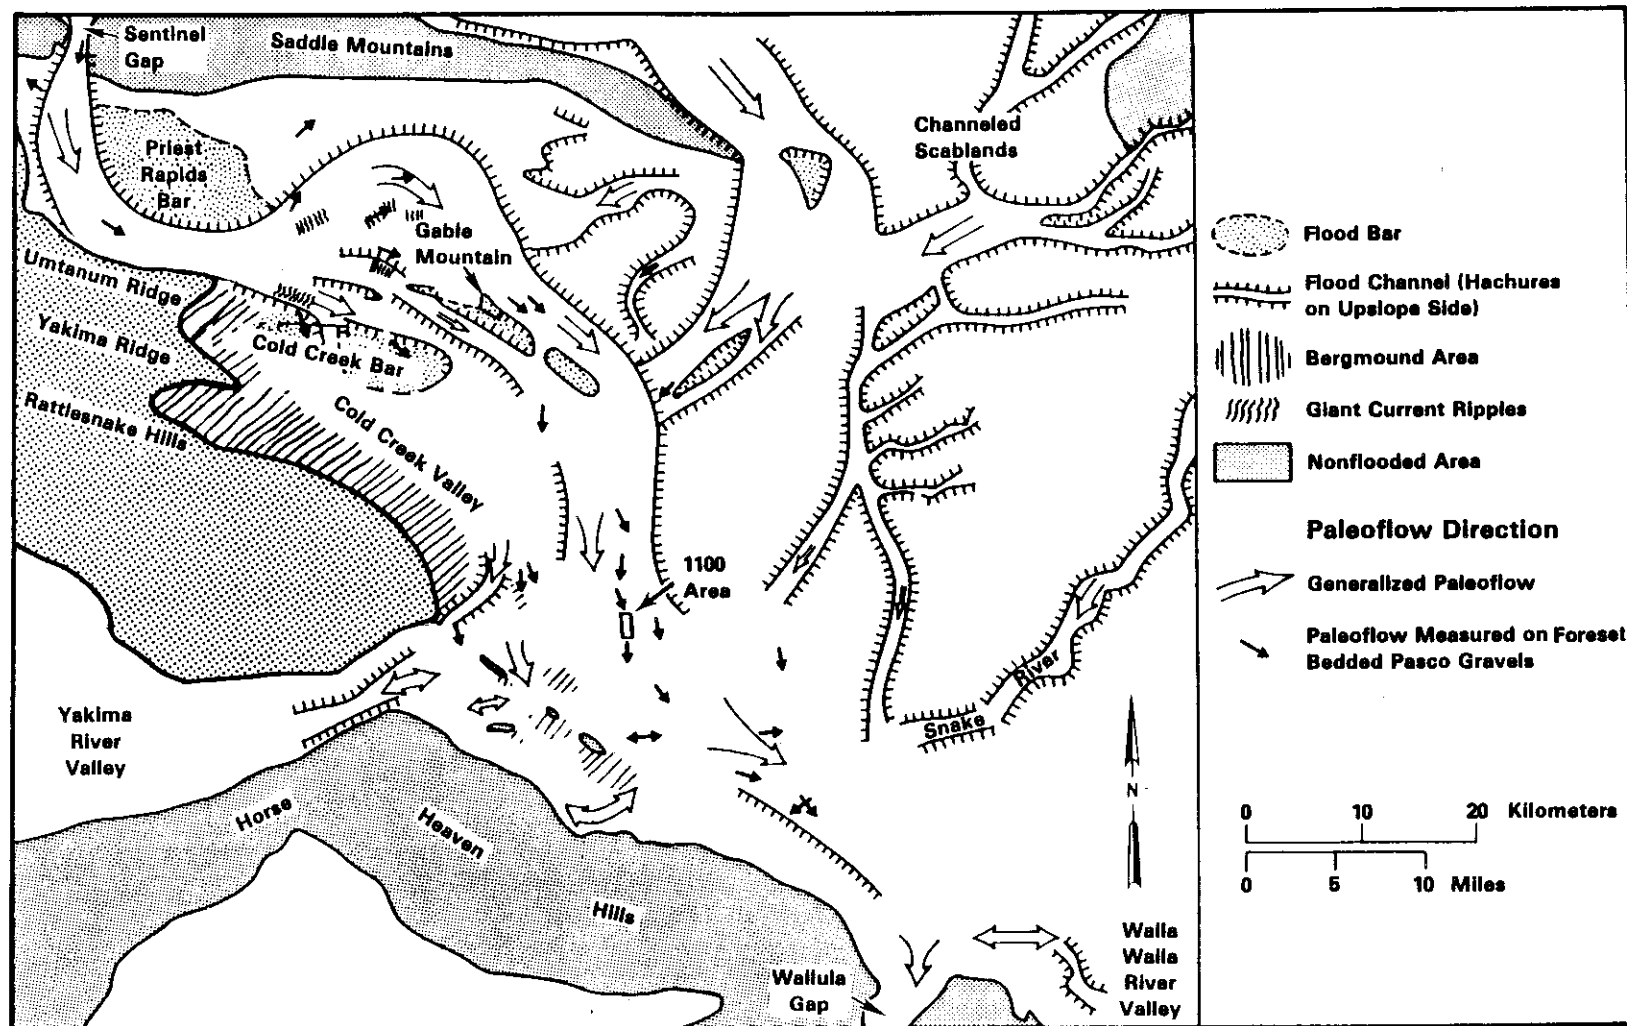 Sentinel
Gap
Saddle Mountains
Channeled
Scablands
Priest
Rapids
Bar
Gable
Mountain
Umtanum Ridge
Yakima Ridge
Rattlesnake Hills
Cold Creek Bar
Cold Creek Valley
1100
Area
Yakima
River
Valley
Snake River
Horse
Heaven
Hills
Wallula
Gap
Walla
Walla
River
Valley
N
Flood Bar
Flood Channel (Hachures
on Upslope Side)
Bergmound Area
Giant Current Ripples
Nonflooded Area
Paleoflow Direction
Generalized Paleoflow
Paleoflow Measured on Foreset
Bedded Pasco Gravels
0 10 20 Kilometers
0 5 10 Miles